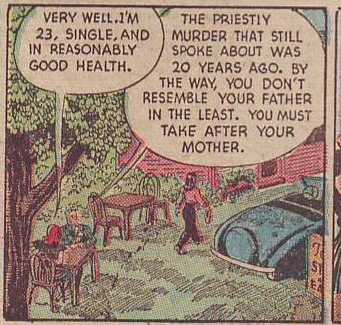 VERY WELL. I'M
23, SINGLE, AND
IN REASONABLY
GOOD HEALTH.
THE PRIESTLY
MURDER THAT STILL
SPOKE ABOUT WAS
20 YEARS AGO. BY
THE WAY, YOU DON'T
RESEMBLE YOUR FATHER
IN THE LEAST. YOU MUST
TAKE AFTER YOUR
MOTHER.